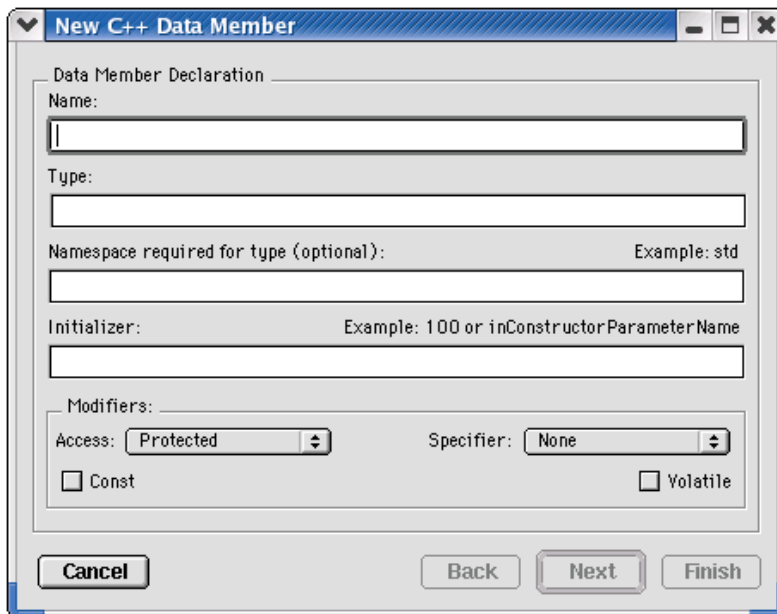 New C++ Data Member
Data Member Declaration
Name:
Type:
Namespace required for type (optional): Example: std
Initializer: Example: 100 or inConstructorParameterName
Modifiers:
Access: Protected Specifier: None
Const Volatile
Cancel Back Next Finish